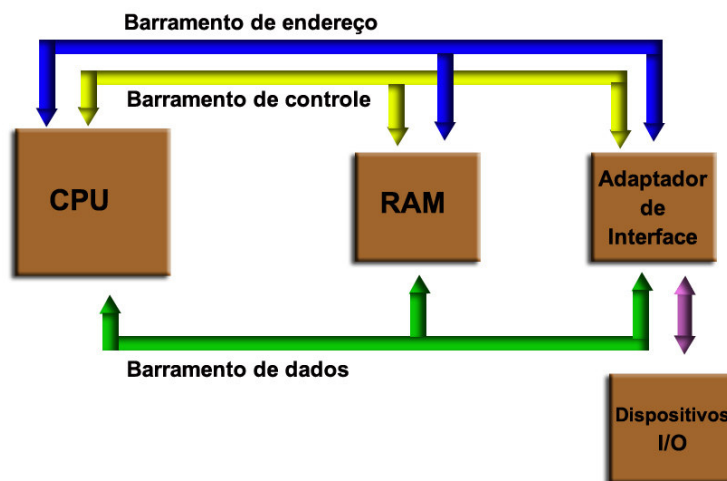 Barramento de endereço
Barramento de controle
CPU
RAM
Adaptador
de
Interface
Barramento de dados
Dispositivos
I/O